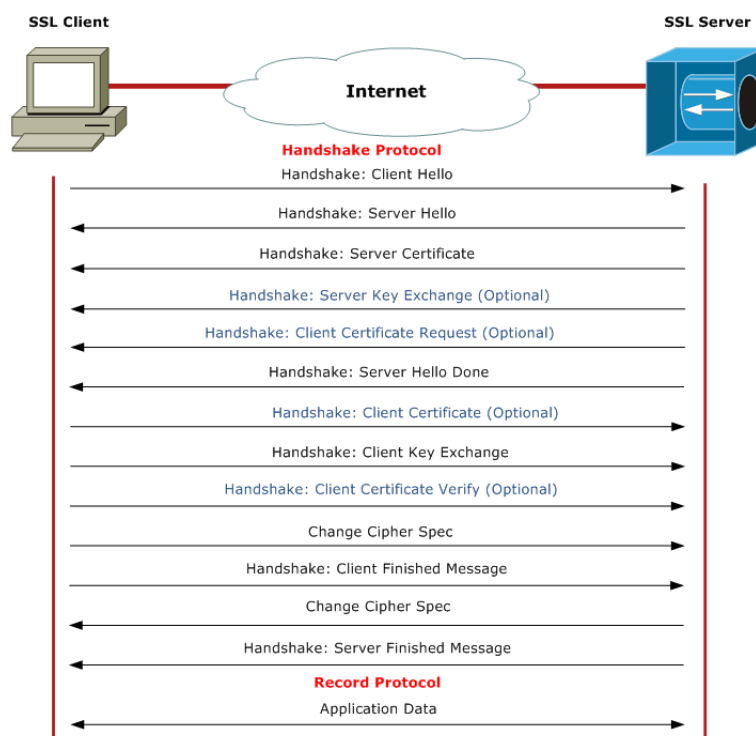 SSL Client
SSL Server
Internet
Handshake Protocol
Handshake: Client Hello
Handshake: Server Hello
Handshake: Server Certificate
Handshake: Server Key Exchange (Optional)
Handshake: Client Certificate Request (Optional)
Handshake: Server Hello Done
Handshake: Client Certificate (Optional)
Handshake: Client Key Exchange
Handshake: Client Certificate Verify (Optional)
Change Cipher Spec
Handshake: Client Finished Message
Change Cipher Spec
Handshake: Server Finished Message
Record Protocol
Application Data